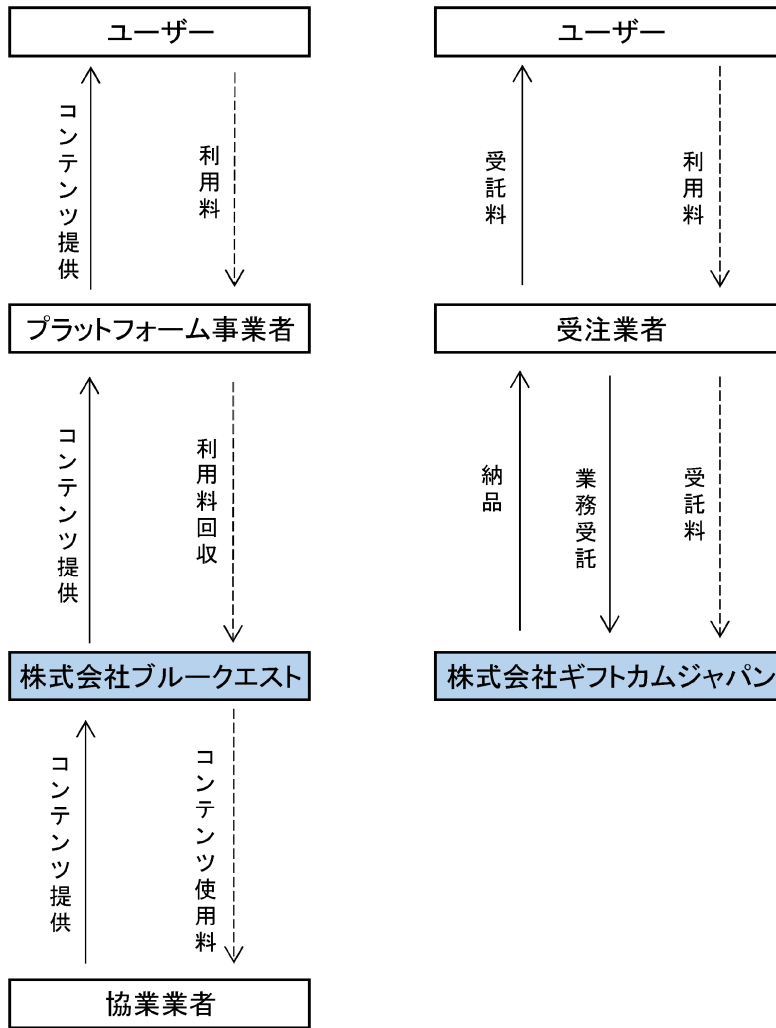 ユーザー
コンテンツ提供
利用料
プラットフォーム事業者
コンテンツ提供
利用料回収
株式会社ブルークエスト
コンテンツ提供
コンテンツ使用料
協業業者
ユーザー
受託料
利用料
受注業者
納品
業務受託
受託料
株式会社ギフトカムジャパン